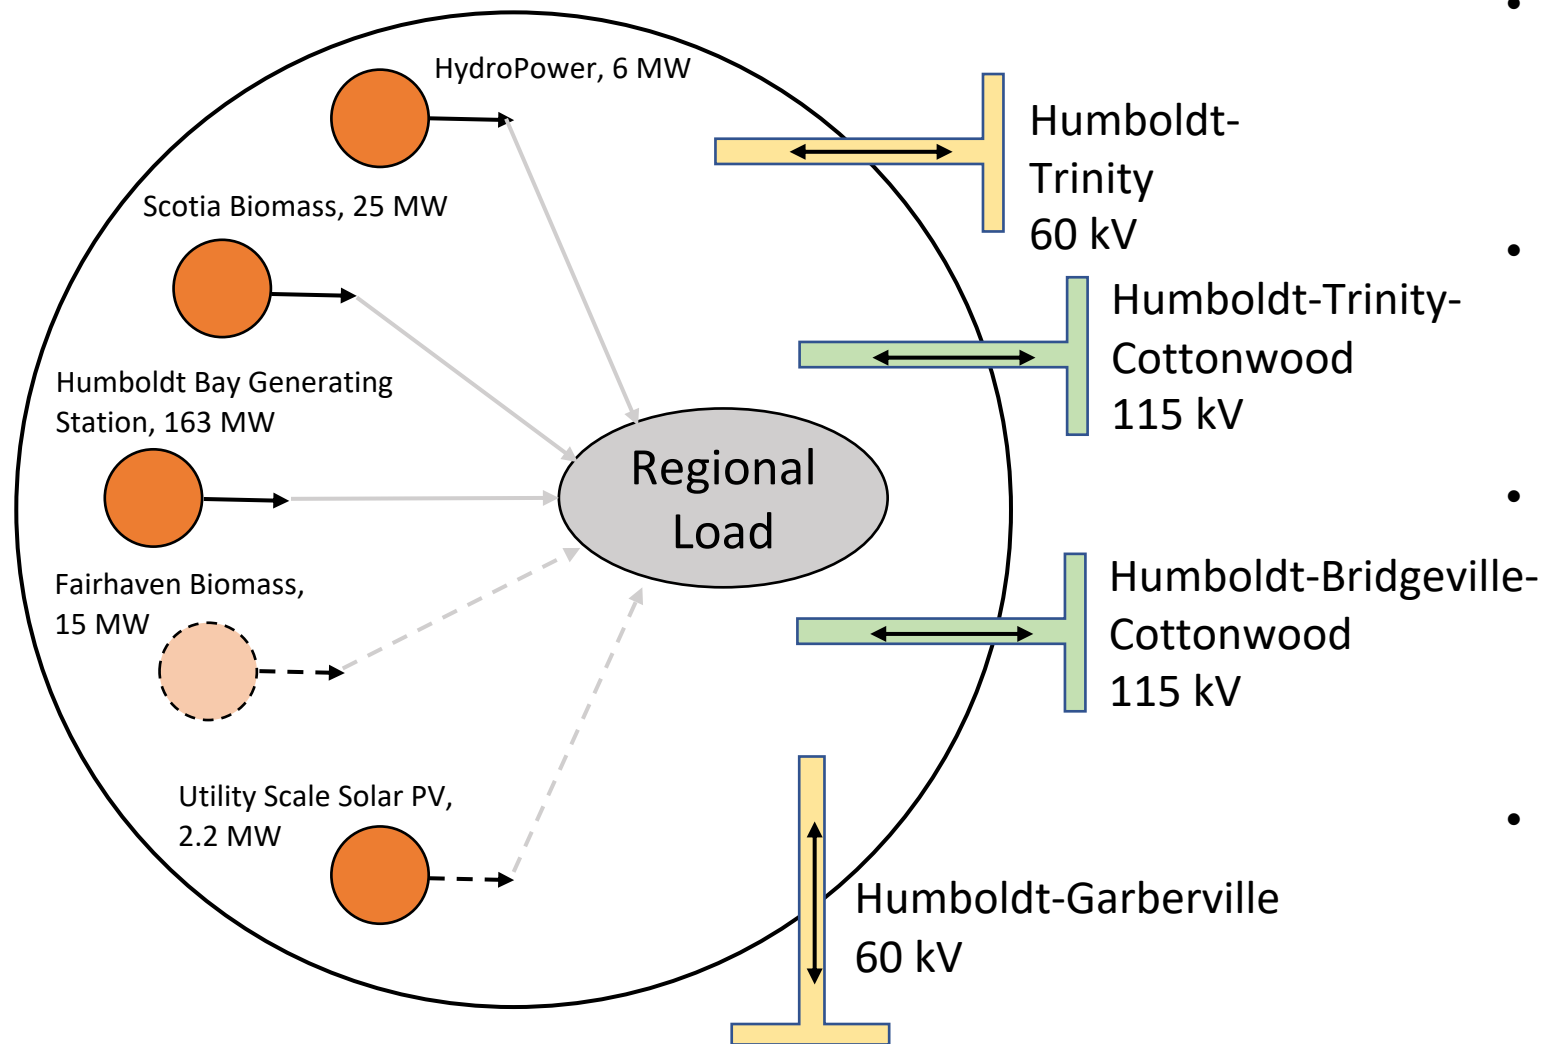 HydroPower, 6 MW
Scotia Biomass, 25 MW
Humboldt Bay Generating
Station, 163 MW
Fairhaven Biomass,
15 MW
Utility Scale Solar PV,
2.2 MW
Regional
Load
Humboldt-
Trinity
60 kV
Humboldt-Trinity-
Cottonwood
115 kV
Humboldt-Bridgeville-
Cottonwood
115 kV
Humboldt-Garberville
60 kV